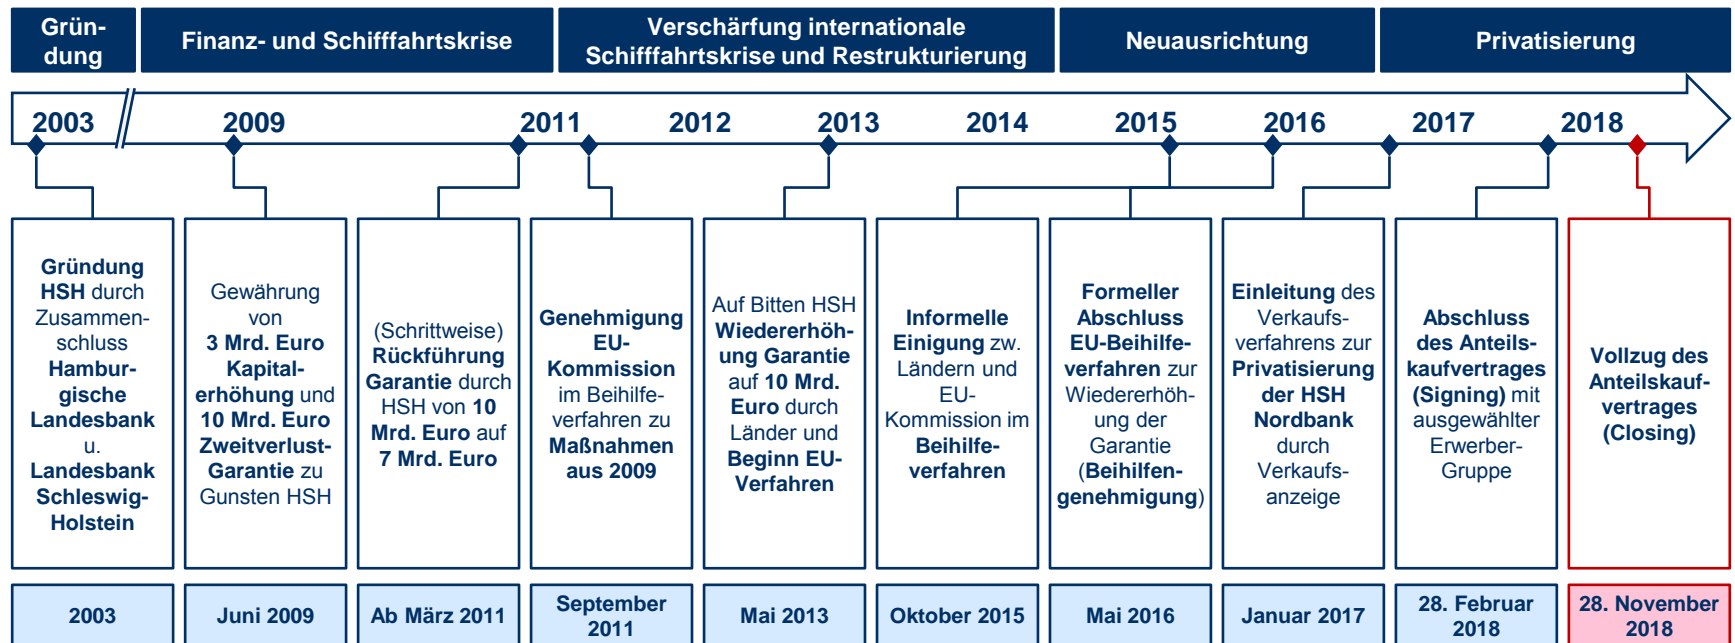 Grün-
dung
Finanz- und Schifffahrtskrise
Verschärfung internationale
Schifffahrtskrise und Restrukturierung
Neuausrichtung
Privatisierung
2003
2009
2011
2012
2013
2014
2015
2016
2017
2018
Gründung
HSH durch
Zusammen-
schluss
Hambur-
gische
Landesbank
u.
Landesbank
Schleswig-
Holstein
Gewährung
von
3 Mrd. Euro
Kapital-
erhöhung und
10 Mrd. Euro
Zweitverlust-
Garantie zu
Gunsten HSH
(Schrittweise)
Rückführung
Garantie durch
HSH von 10
Mrd. Euro auf
7 Mrd. Euro
Genehmigung
EU-
Kommission
im Beihilfe-
verfahren zu
Maßnahmen
aus 2009
Auf Bitten HSH
Wiedererhöh-
ung Garantie
auf 10 Mrd.
Euro durch
Länder und
Beginn EU-
Verfahren
Informelle
Einigung zw.
Ländern und
EU-
Kommission im
Beihilfe-
verfahren
Formeller
Abschluss
EU-Beihilfe-
verfahren zur
Wiedererhöh-
ung der
Garantie
(Beihilfen-
genehmigung)
Einleitung des
Verkaufs-
verfahrens zur
Privatisierung
der HSH
Nordbank
durch
Verkaufs-
anzeige
Abschluss
des Anteils-
kaufvertrages
(Signing) mit
ausgewählter
Erwerber-
Gruppe
Vollzug des
Anteilskauf-
vertrages
(Closing)
2003
Juni 2009
Ab März 2011
September
2011
Mai 2013
Oktober 2015
Mai 2016
Januar 2017
28. Februar
2018
28. November
2018